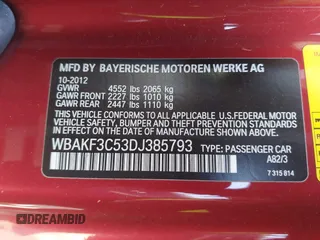 MFD BY BAYERISCHE MOTOREN WERKE AG
10-2012
GVWR 4552 lbs 2065 kg
GAWR FRONT 2227 lbs 1010 kg
GAWR REAR 2447 lbs 1110 kg
THIS VEHICLE CONFORMS TO ALL
APPLICABLE U.S. FEDERAL MOTOR
VEHICLE SAFETY, BUMPER, AND
THEFT PREVENTION STANDARDS
IN EFFECT ON THE DATE OF
MANUFACTURE SHOWN ABOVE.
WBAKF3C53DJ385793 TYPE: PASSENGER CAR
A82/3
7 315 814
DREAMBID